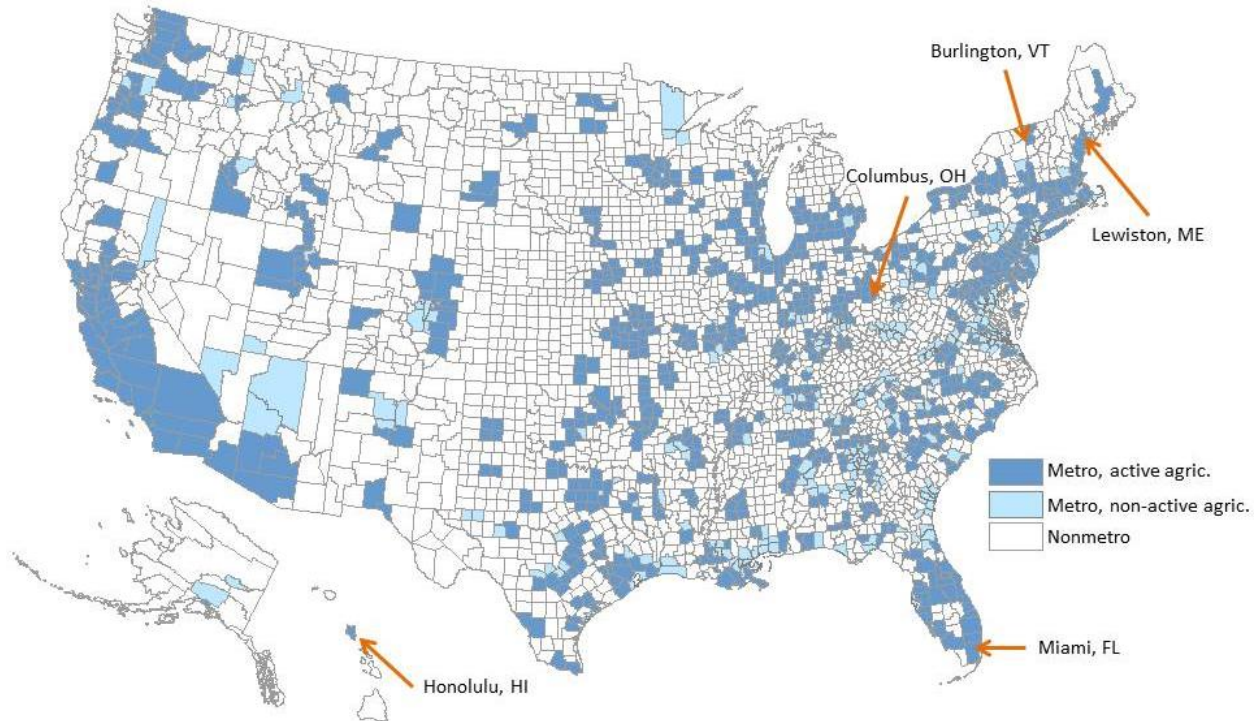 Burlington, VT
Columbus, OH
Lewiston, ME
Metro, active agric.
Metro, non-active agric.
Nonmetro
Miami, FL
Honolulu, HI